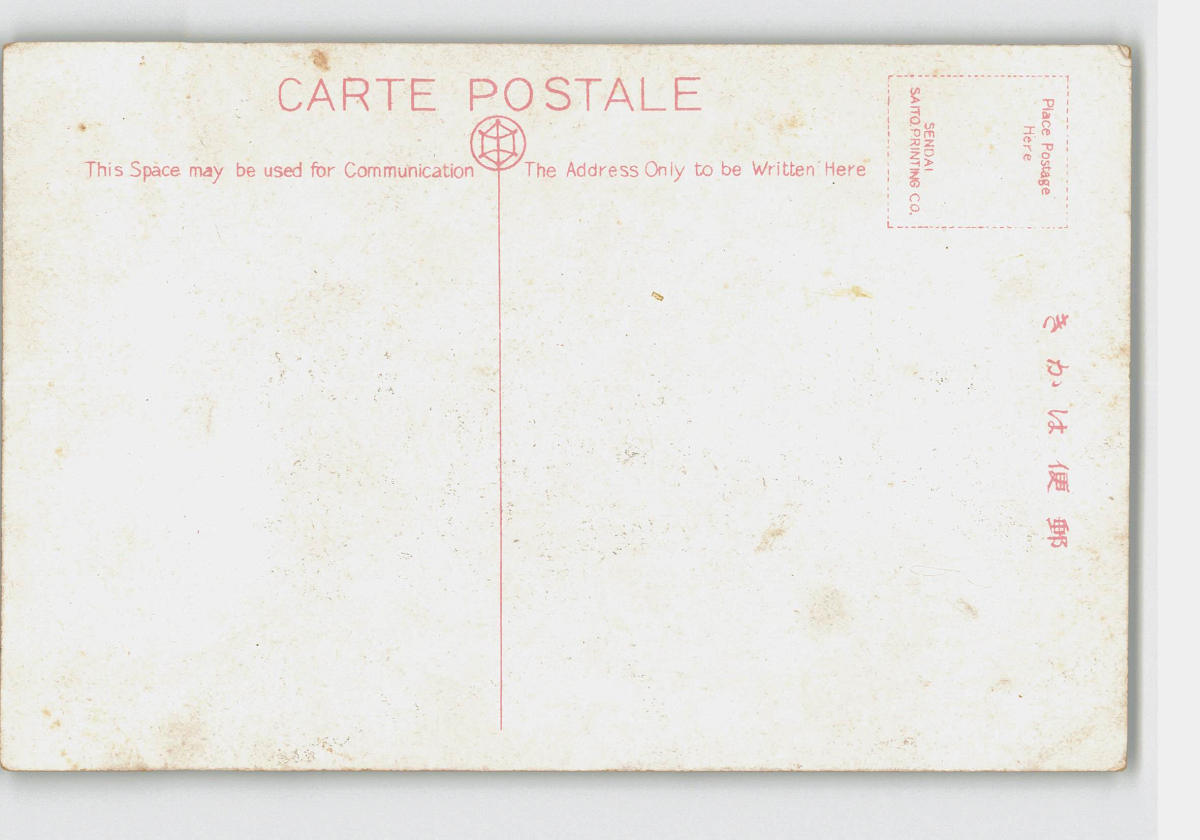 CARTE POSTALE
This Space may be used for Communication
The Address Only to be Written Here
Place Postage
Here
SENDAI
SAITO PRINTING CO.
きかは便郵